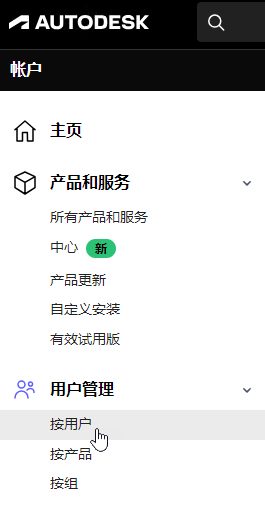 AUTODESK
帐户
主页
产品和服务
所有产品和服务
中心 新
产品更新
自定义安装
有效试用版
用户管理
按用户
按产品
按组